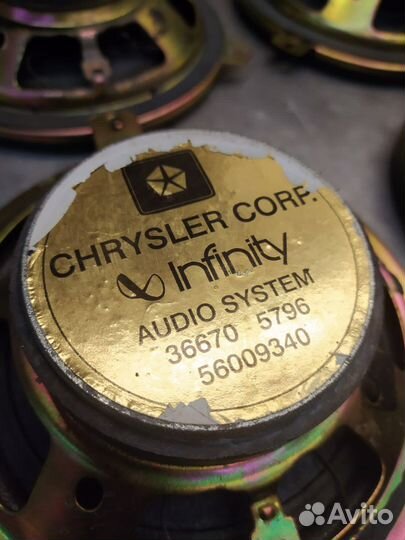 CHRYSLER CORP.
Infinity
AUDIO SYSTEM
36670 5796
56009340
Avito